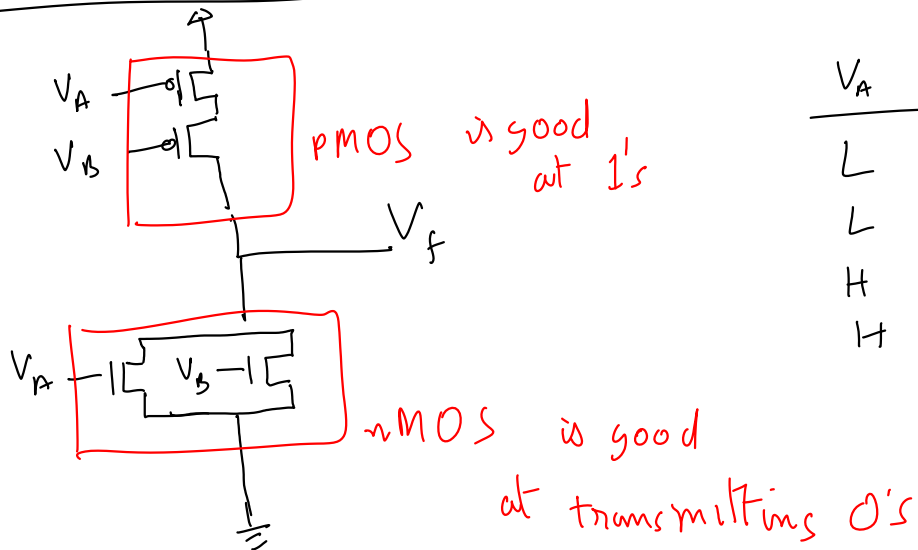 V_A
V_B
pMOS is good
at 1's
V_f
V_A
V_B
nMOS is good
at transmitting 0's
V_A
L
L
H
H